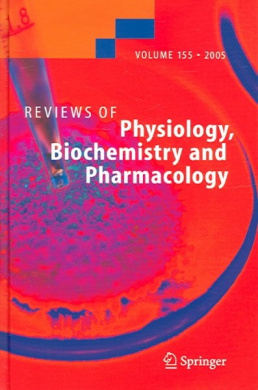 VOLUME 155 • 2005
REVIEWS OF
Physiology,
Biochemistry and
Pharmacology
Springer